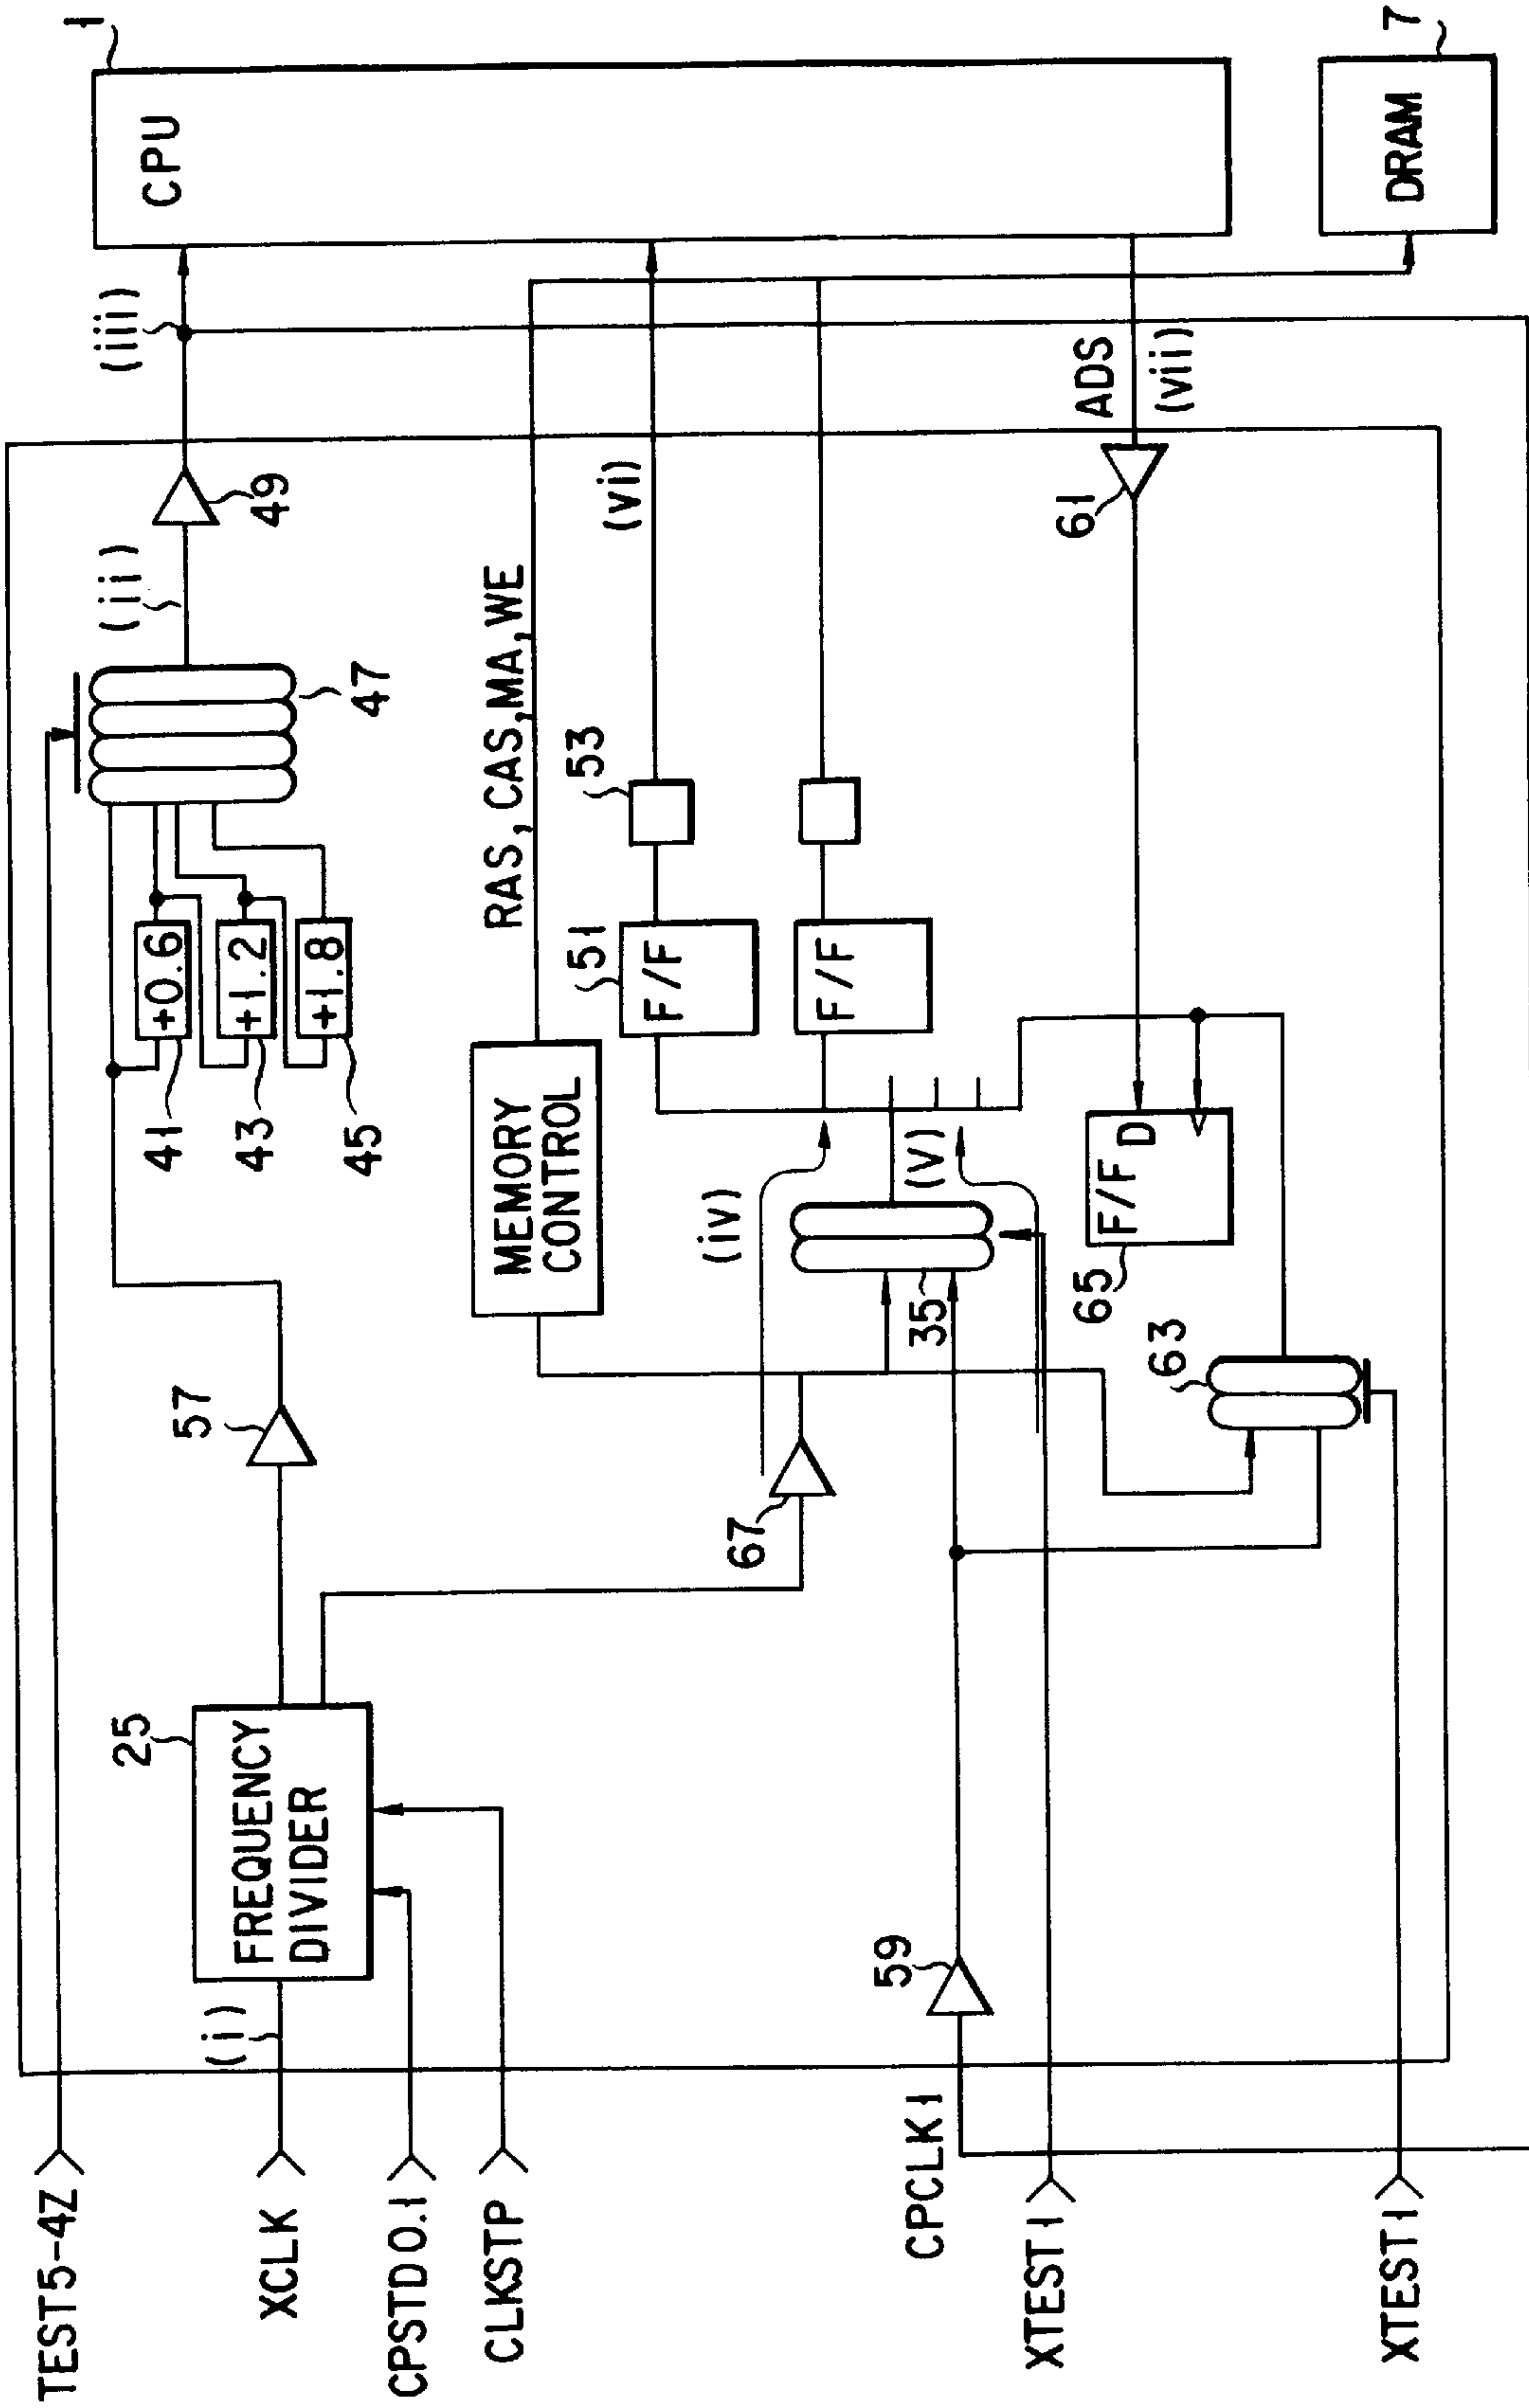 TEST5-4Z
XCLK
CPSTD0.1
CLKSTP
CPCLK1
XTEST1
XTEST1
(i)
25
FREQUENCY
DIVIDER
57
59
67
41
43
45
+0.6
+1.2
+1.8
47
(ii)
49
(iii)
1
CPU
MEMORY
CONTROL
RAS, CAS, MA, WE
51
F/F
53
(vi)
F/F
(iv)
(v)
35
63
65
F/F
D
61
ADS
(vii)
7
DRAM